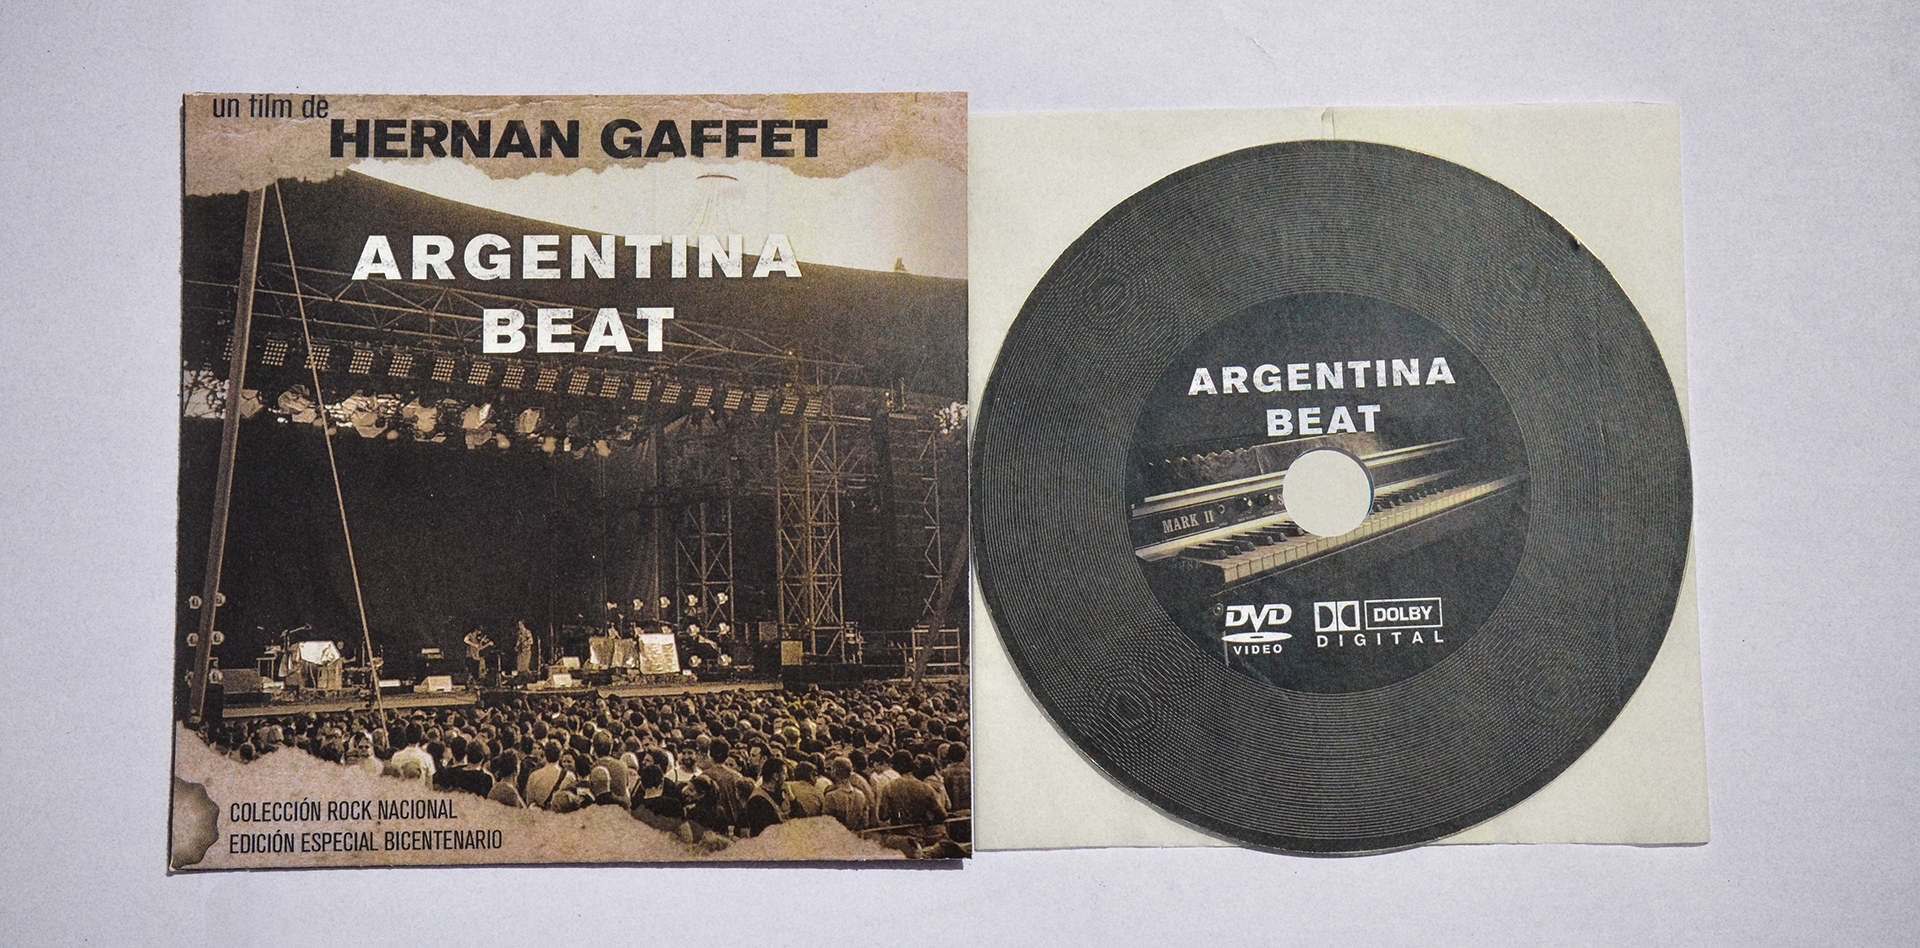 un film de
HERNAN GAFFET
ARGENTINA
BEAT
COLECCIÓN ROCK NACIONAL
EDICIÓN ESPECIAL BICENTENARIO
ARGENTINA
BEAT
MARK II
DVD
VIDEO
DOLBY
DIGITAL